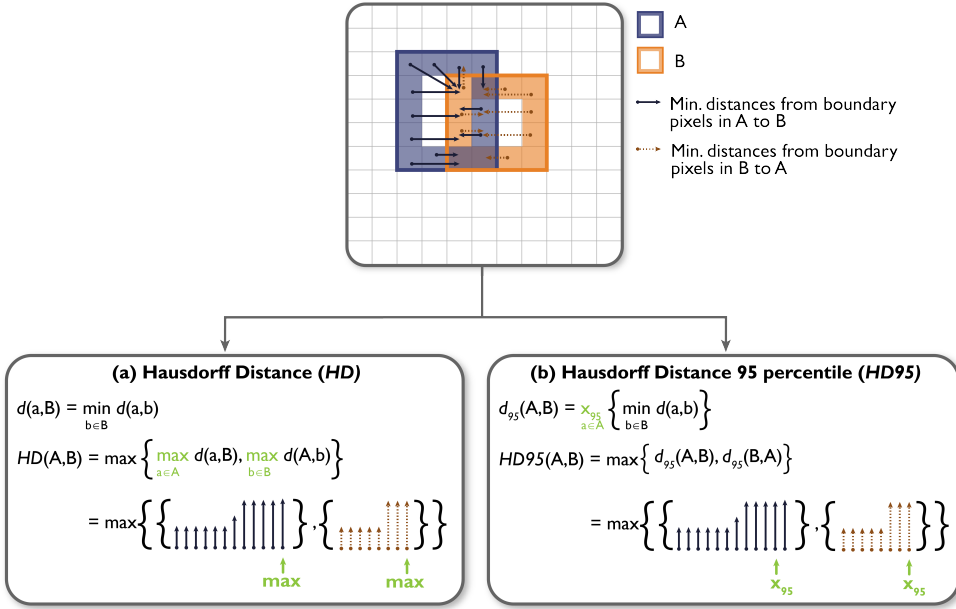 A
B
Min. distances from boundary
pixels in A to B
Min. distances from boundary
pixels in B to A
(a) Hausdorff Distance (HD)
d(a,B) = min d(a,b)
b∈B
HD(A,B) = max { max d(a,B), max d(A,b) }
a∈A b∈B
= max { { } , { } }
max max
(b) Hausdorff Distance 95 percentile (HD95)
d₉₅(A,B) = x₉₅ { min d(a,b) }
a∈A b∈B
HD95(A,B) = max { d₉₅(A,B), d₉₅(B,A) }
= max { { } , { } }
x₉₅ x₉₅